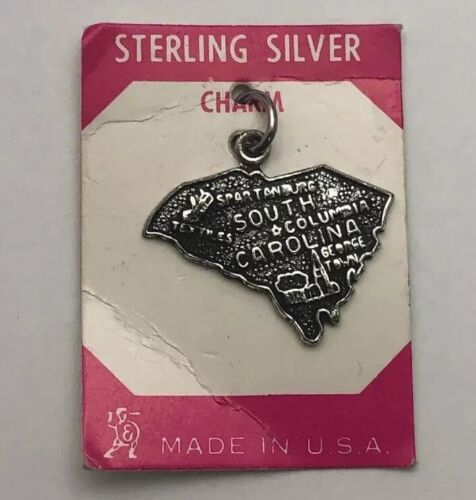 STERLING SILVER
CHARM
SPARTANBURG
TEXTILES
SOUTH
COLUMBIA
CAROLINA
GEORGE
TOWN
E
MADE IN U.S.A.